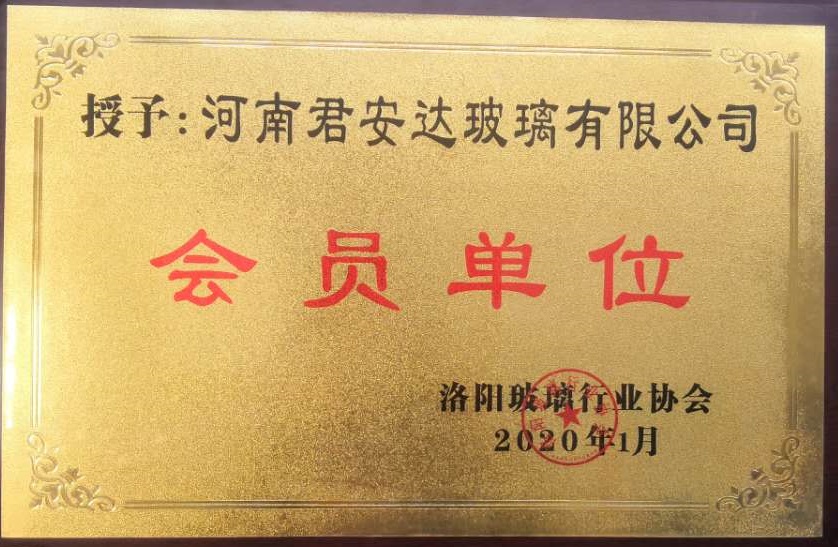 授予:河南君安达玻璃有限公司
会员单位
洛阳玻璃行业协会
2020年1月